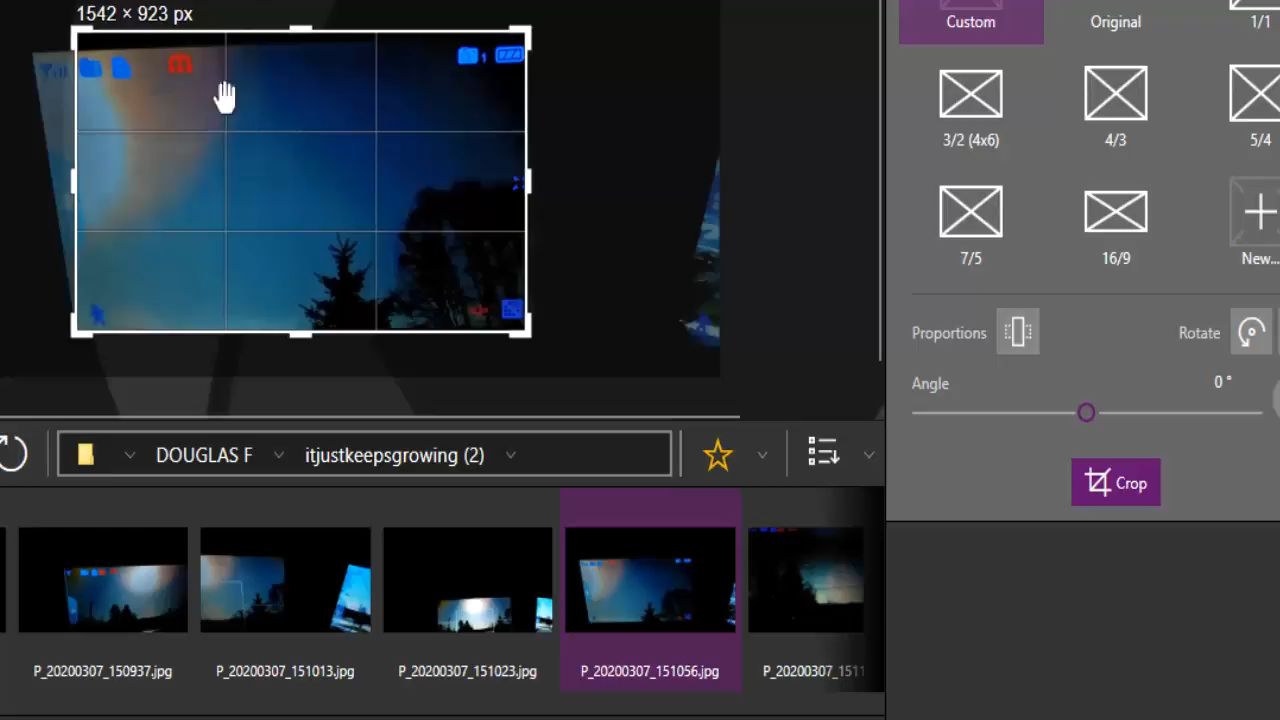 1542 × 923 px
Custom
Original
1/1
3/2 (4x6)
4/3
5/4
7/5
16/9
New...
Proportions
Rotate
Angle
0°
Crop
DOUGLAS F
itjustkeepsgrowing (2)
P_20200307_150937.jpg
P_20200307_151013.jpg
P_20200307_151023.jpg
P_20200307_151056.jpg
P_20200307_1511